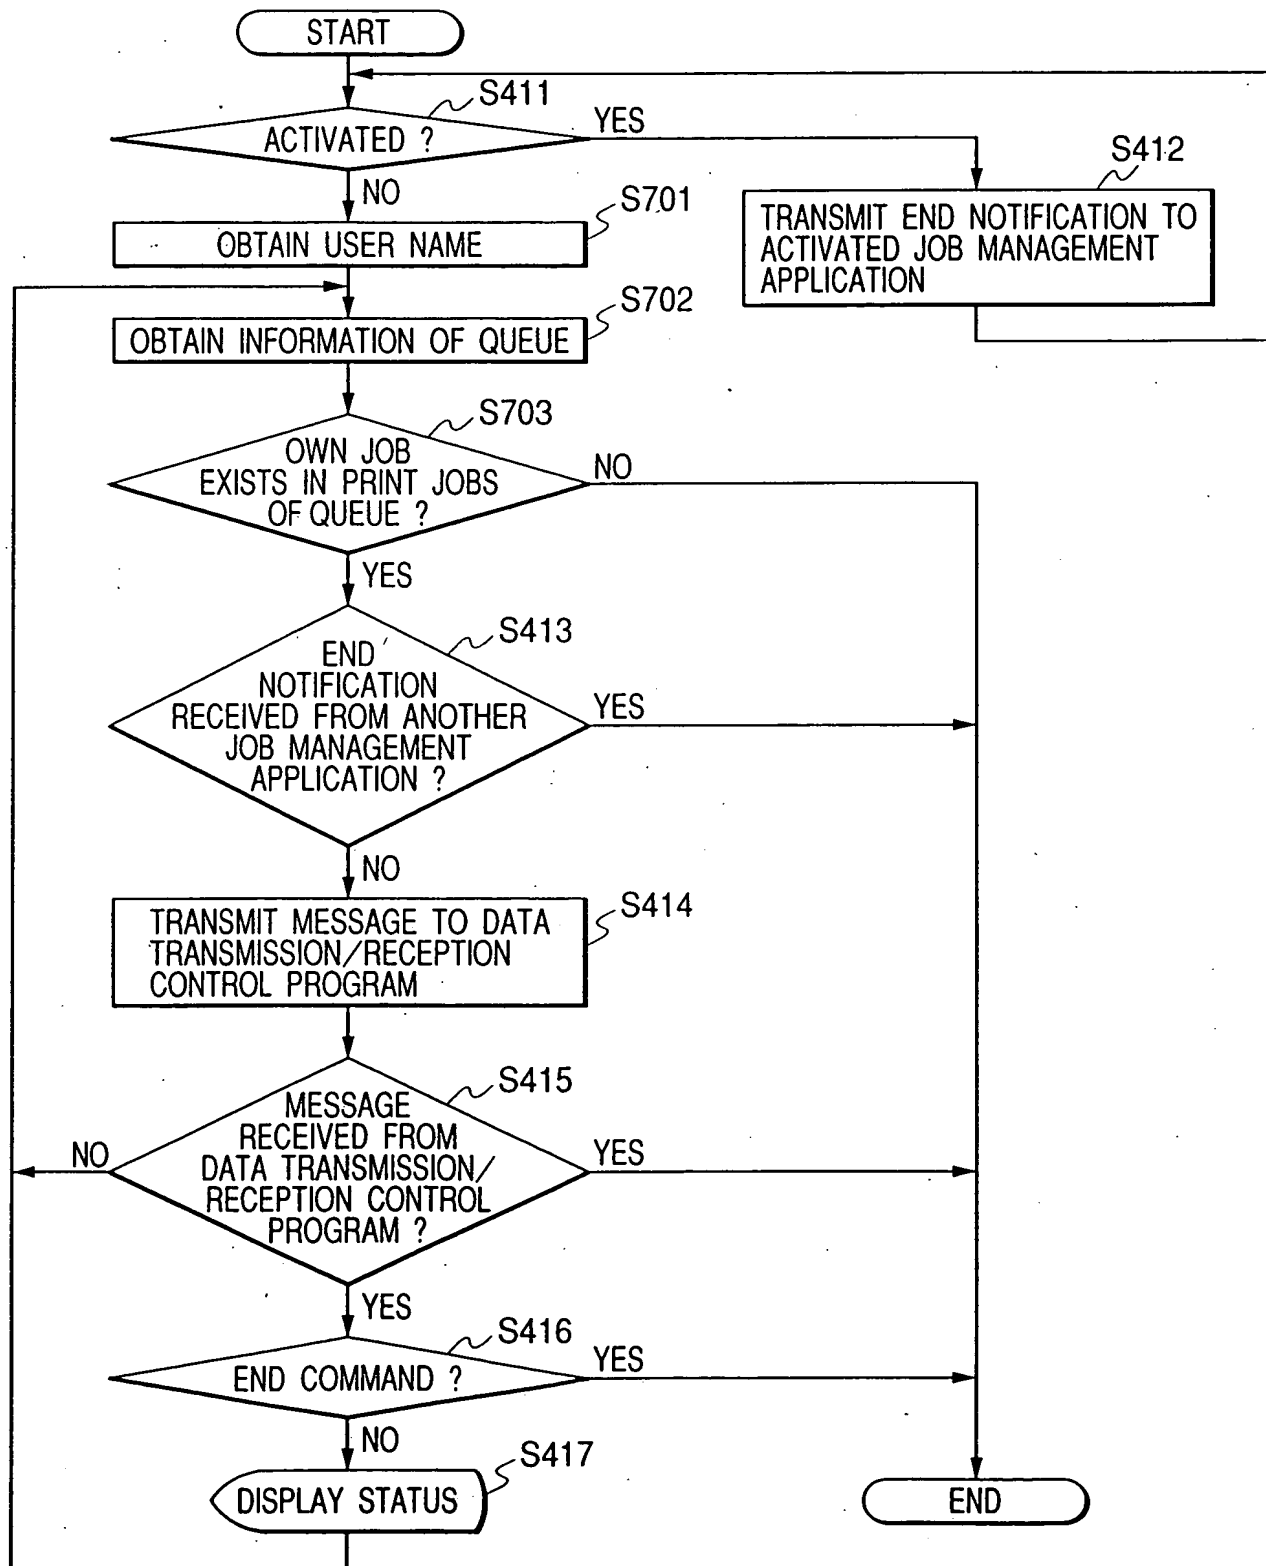 START
S411
ACTIVATED ?
YES
NO
S412
TRANSMIT END NOTIFICATION TO
ACTIVATED JOB MANAGEMENT
APPLICATION
S701
OBTAIN USER NAME
S702
OBTAIN INFORMATION OF QUEUE
S703
OWN JOB
EXISTS IN PRINT JOBS
OF QUEUE ?
NO
YES
S413
END
NOTIFICATION
RECEIVED FROM ANOTHER
JOB MANAGEMENT
APPLICATION ?
YES
NO
S414
TRANSMIT MESSAGE TO DATA
TRANSMISSION/RECEPTION
CONTROL PROGRAM
S415
MESSAGE
RECEIVED FROM
DATA TRANSMISSION/
RECEPTION CONTROL
PROGRAM ?
NO
YES
YES
S416
END COMMAND ?
YES
NO
S417
DISPLAY STATUS
END